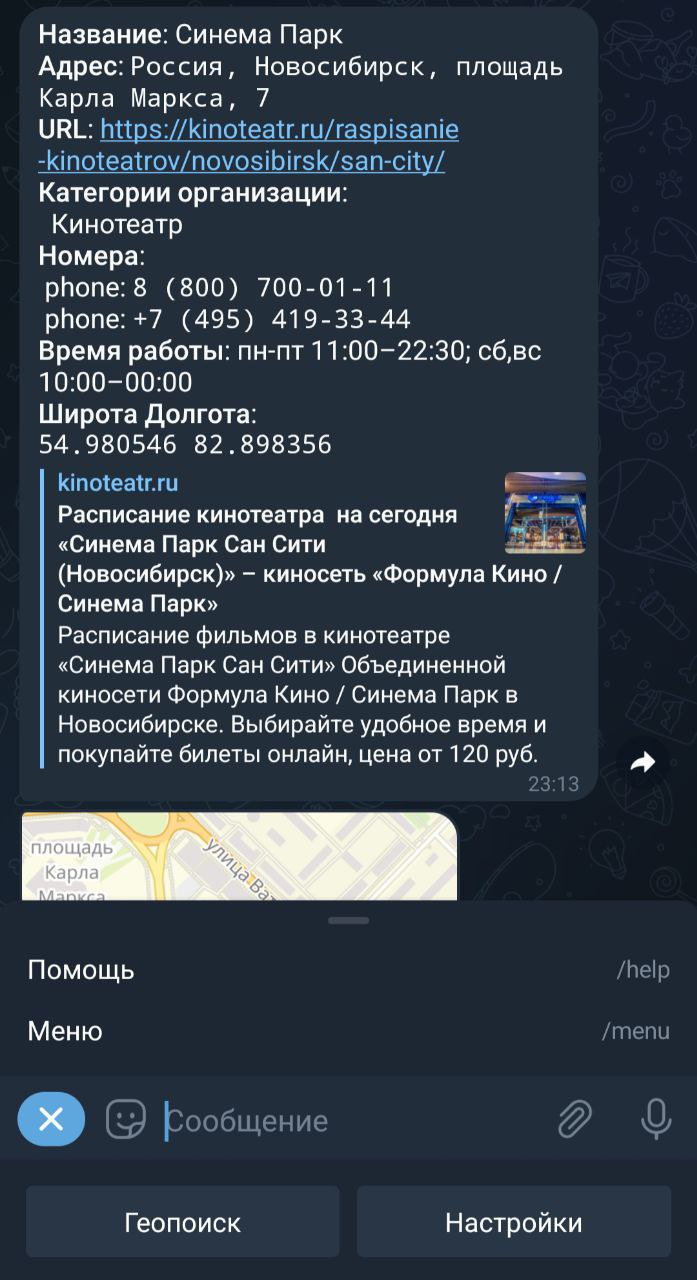 Название: Синема Парк
Адрес: Россия, Новосибирск, площадь
Карла Маркса, 7
URL: https://kinoteatr.ru/raspisanie
-kinoteatrov/novosibirsk/san-city/
Категории организации:
Кинотеатр
Номера:
phone: 8 (800) 700-01-11
phone: +7 (495) 419-33-44
Время работы: пн-пт 11:00–22:30; сб,вс
10:00–00:00
Широта Долгота:
54.980546 82.898356
kinoteatr.ru
Расписание кинотеатра на сегодня
«Синема Парк Сан Сити
(Новосибирск)» – киносеть «Формула Кино /
Синема Парк»
Расписание фильмов в кинотеатре
«Синема Парк Сан Сити» Объединенной
киносети Формула Кино / Синема Парк в
Новосибирске. Выбирайте удобное время и
покупайте билеты онлайн, цена от 120 руб.
23:13
площадь
Карла
Маркса
улица Ват
Помощь /help
Меню /menu
Сообщение
Геопоиск Настройки